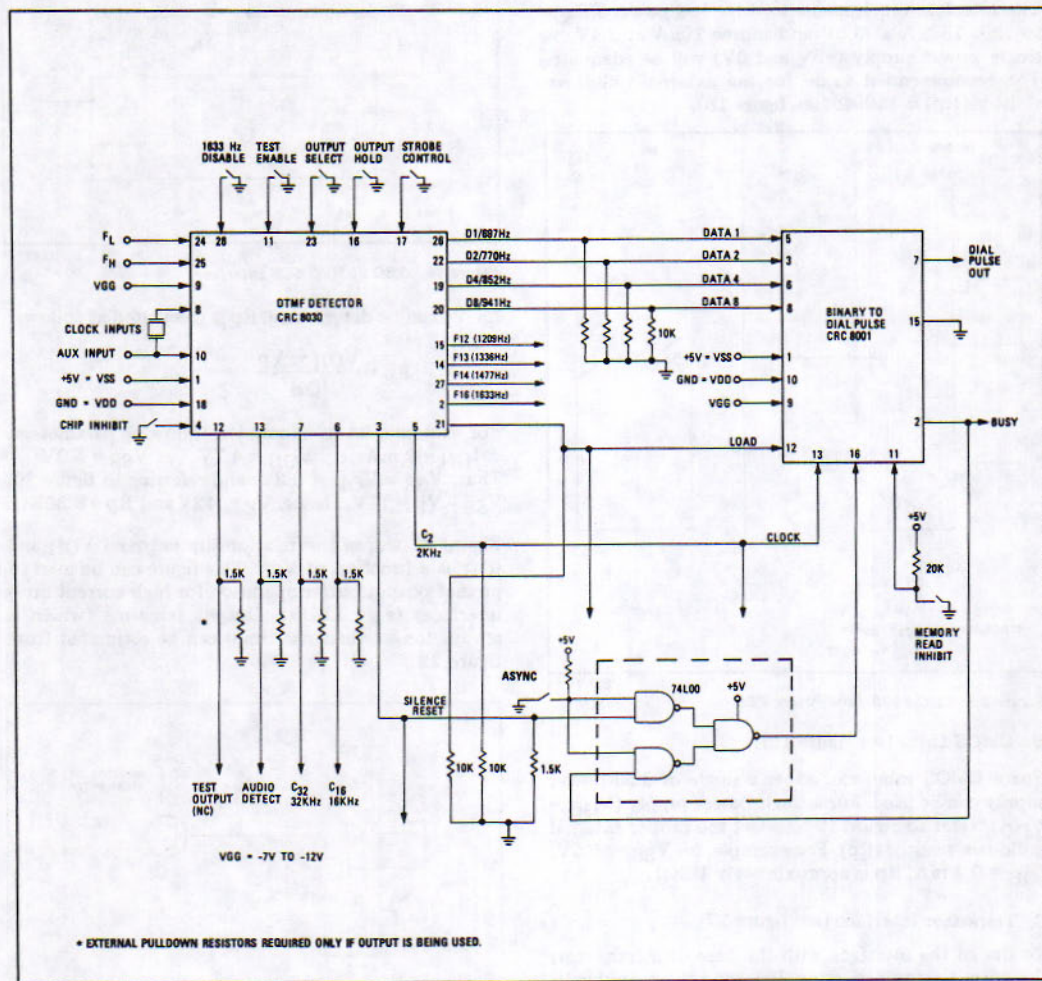 1633 Hz DISABLE
TEST ENABLE
OUTPUT SELECT
OUTPUT HOLD
STROBE CONTROL
FL
FH
VGG
CLOCK INPUTS
AUX INPUT
+5V = VSS
GND = VDD
CHIP INHIBIT
24
25
9
10
1
18
4
28
23
16
17
DTMF DETECTOR
CRC 8030
26
22
19
20
15
14
27
2
21
12
13
7
6
3
5
D1/697Hz
D2/770Hz
D4/852Hz
D8/941Hz
F12 (1209Hz)
F13 (1336Hz)
F14 (1477Hz)
F16 (1633Hz)
10K
DATA 1
DATA 2
DATA 4
DATA 8
+5V = VSS
GND = VDD
VGG
LOAD
3
6
1
10
9
12
BINARY TO
DIAL PULSE
CRC 8001
7
15
2
13
16
11
DIAL
PULSE
OUT
BUSY
C2
2KHz
CLOCK
+5V
20K
MEMORY
READ
INHIBIT
1.5K
1.5K
1.5K
1.5K
*
+5V
ASYNC
74L00
+5V
SILENCE
RESET
10K
10K
1.5K
TEST
OUTPUT
(NC)
AUDIO
DETECT
C32
32KHz
C16
16KHz
VGG = -7V TO -12V
* EXTERNAL PULLDOWN RESISTORS REQUIRED ONLY IF OUTPUT IS BEING USED.